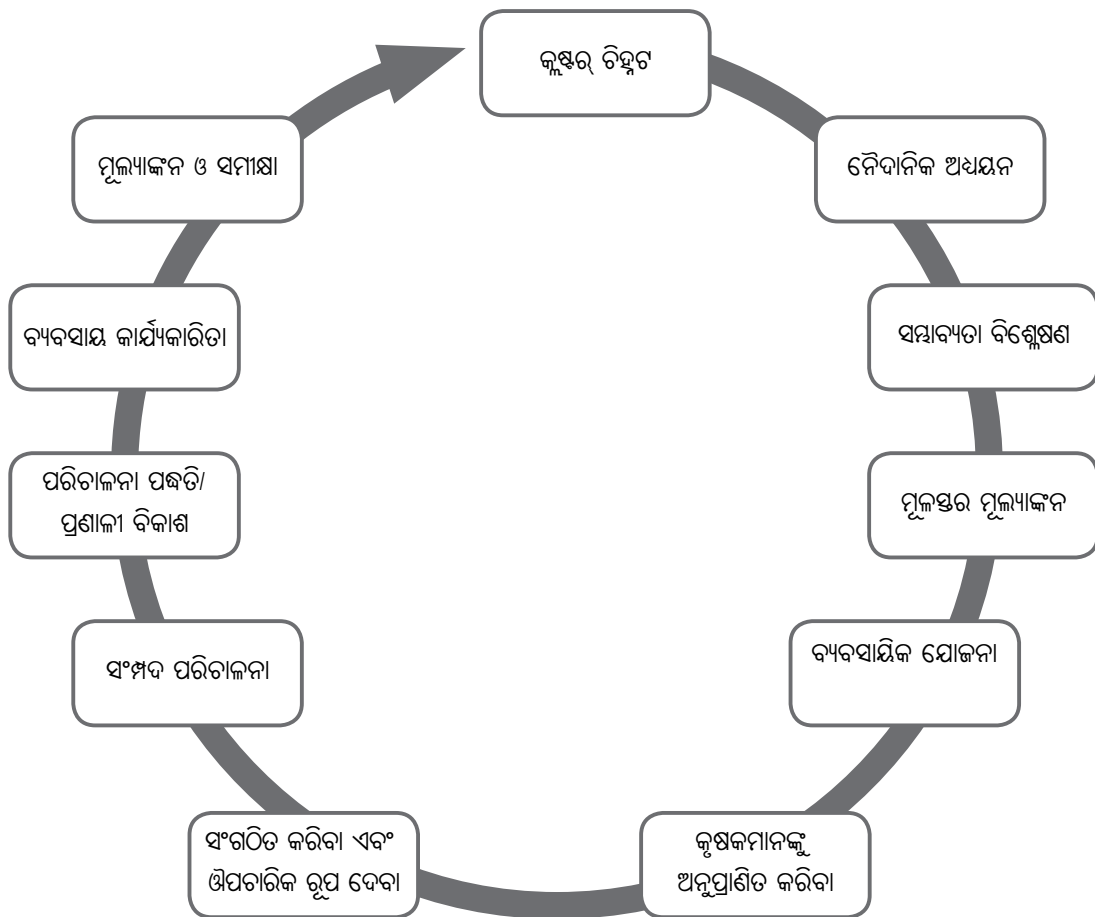 କ୍ଲଷ୍ଟର୍ ଚିହ୍ନଟ
ନୈଦାନିକ ଅଧ୍ୟୟନ
ସମ୍ଭାବ୍ୟତା ବିଶ୍ଳେଷଣ
ମୂଳସ୍ତର ମୂଲ୍ୟାଙ୍କନ
ବ୍ୟବସାୟିକ ଯୋଜନା
କୃଷକମାନଙ୍କୁ
ଅନୁପ୍ରାଣିତ କରିବା
ସଂଗଠିତ କରିବା ଏବଂ
ଔପଚାରିକ ରୂପ ଦେବା
ସଂମ୍ପଦ ପରିଚାଳନା
ପରିଚାଳନା ପଦ୍ଧତି/
ପ୍ରଣାଳୀ ବିକାଶ
ବ୍ୟବସାୟ କାର୍ଯ୍ୟକାରିତା
ମୂଲ୍ୟାଙ୍କନ ଓ ସମୀକ୍ଷା